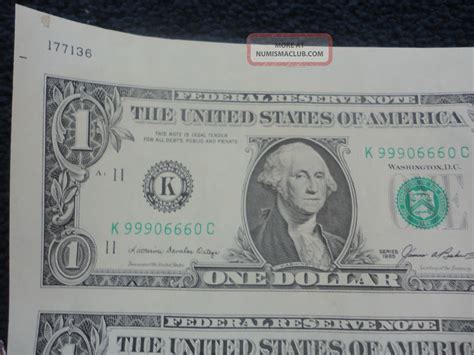 177136
MORE AT
NUMISMACLUB.COM
FEDERAL RESERVE NOTE
THE UNITED STATES OF AMERICA
1
THIS NOTE IS LEGAL TENDER
FOR ALL DEBTS, PUBLIC AND PRIVATE
K 99906660 C
WASHINGTON, D.C.
H
K
ONE
K 99906660 C
H
SERIES
1985
1
ONE DOLLAR
FEDERAL RESERVE NOTE
THE UNITED STATES OF AMERICA